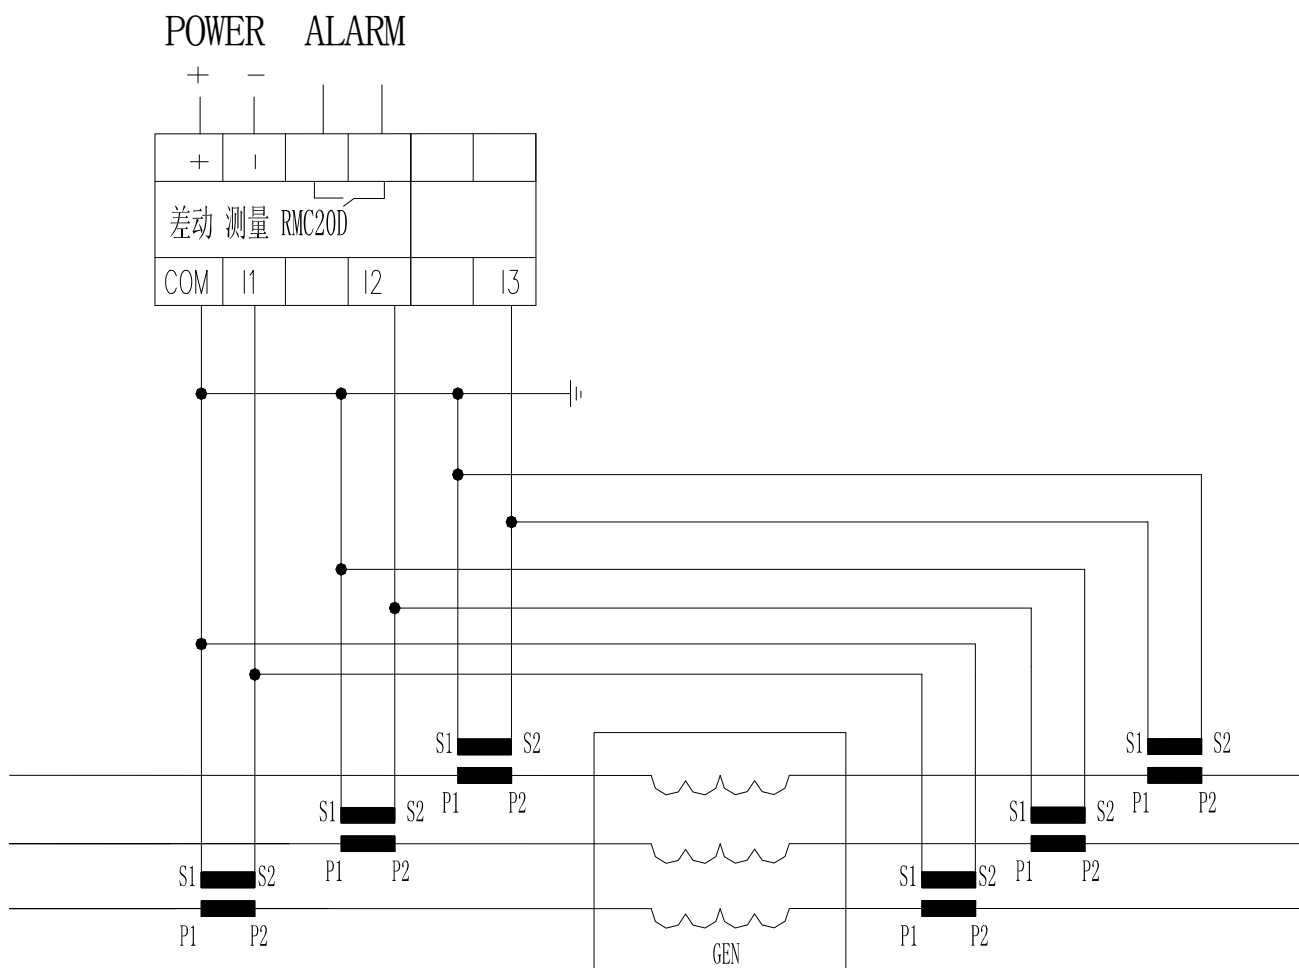 POWER ALARM
+ -
+ -
差动 测量 RMC20D
COM I1 I2 I3
S1 S2 S1 S2
P1 P2 P1 P2
S1 S2 S1 S2
P1 P2 P1 P2
S1 S2 S1 S2
P1 P2 P1 P2
GEN